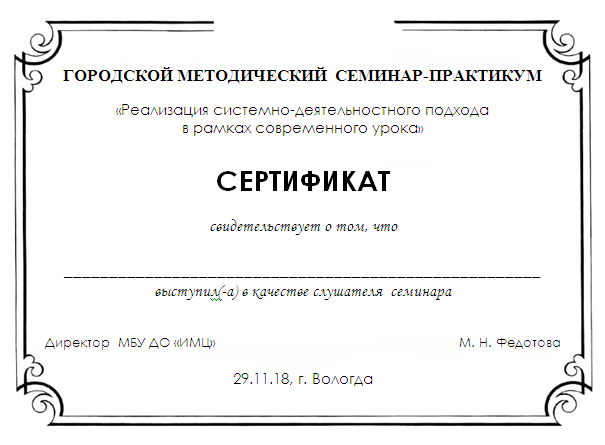 ГОРОДСКОЙ МЕТОДИЧЕСКИЙ СЕМИНАР-ПРАКТИКУМ
«Реализация системно-деятельностного подхода
в рамках современного урока»
СЕРТИФИКАТ
свидетельствует о том, что
____________________________________________________________
выступил(-а) в качестве слушателя семинара
Директор МБУ ДО «ИМЦ» М. Н. Федотова
29.11.18, г. Вологда